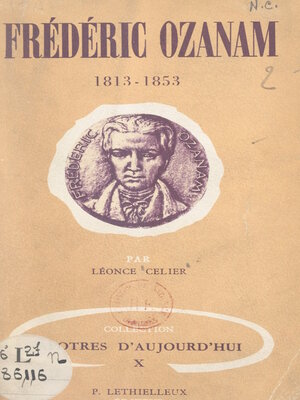 N.C.
FRÉDÉRIC OZANAM
2
1813-1853
FRÉDÉRIC OZANAM
PAR
LÉONCE CELIER
COLLECTION
OTRES D'AUJOURD'HUI
X
P. LETHIELLEUX